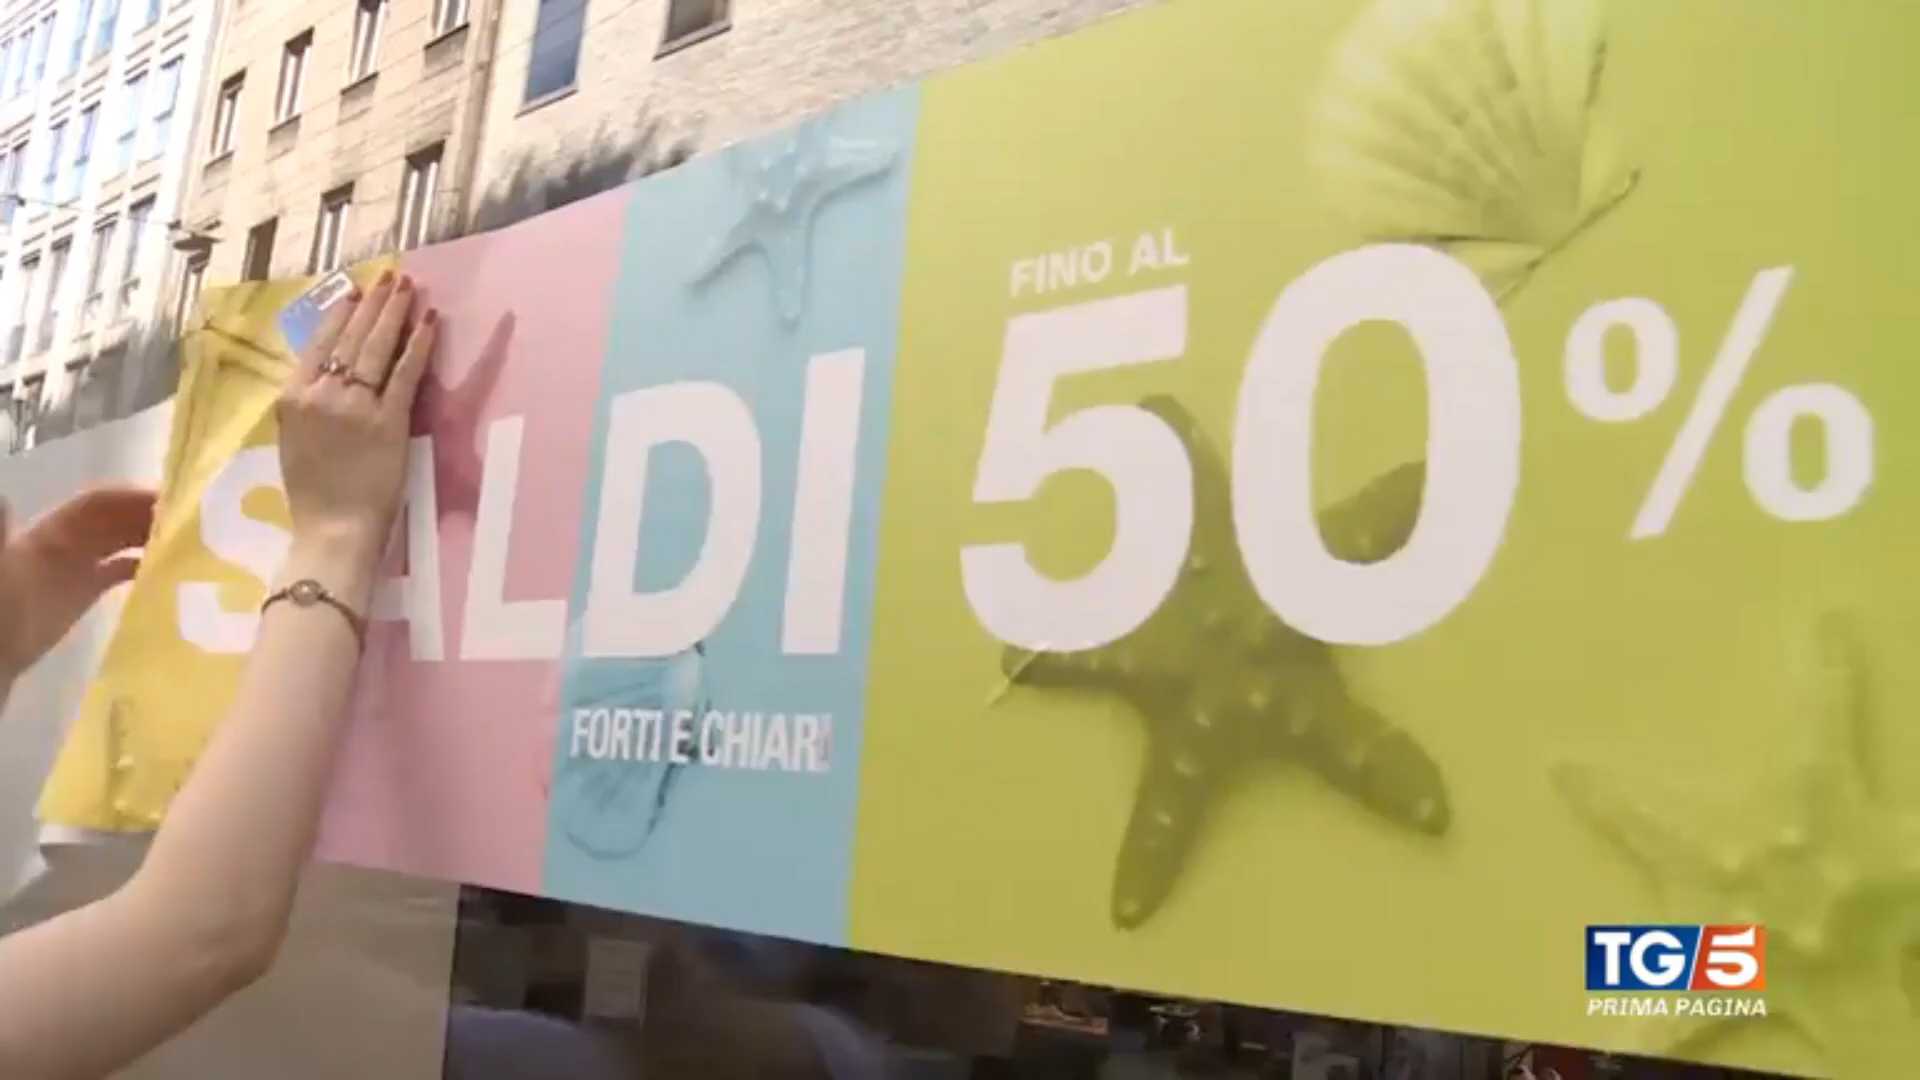 SALDI
FORTI E CHIARI
FINO AL
50%
TG5
PRIMA PAGINA